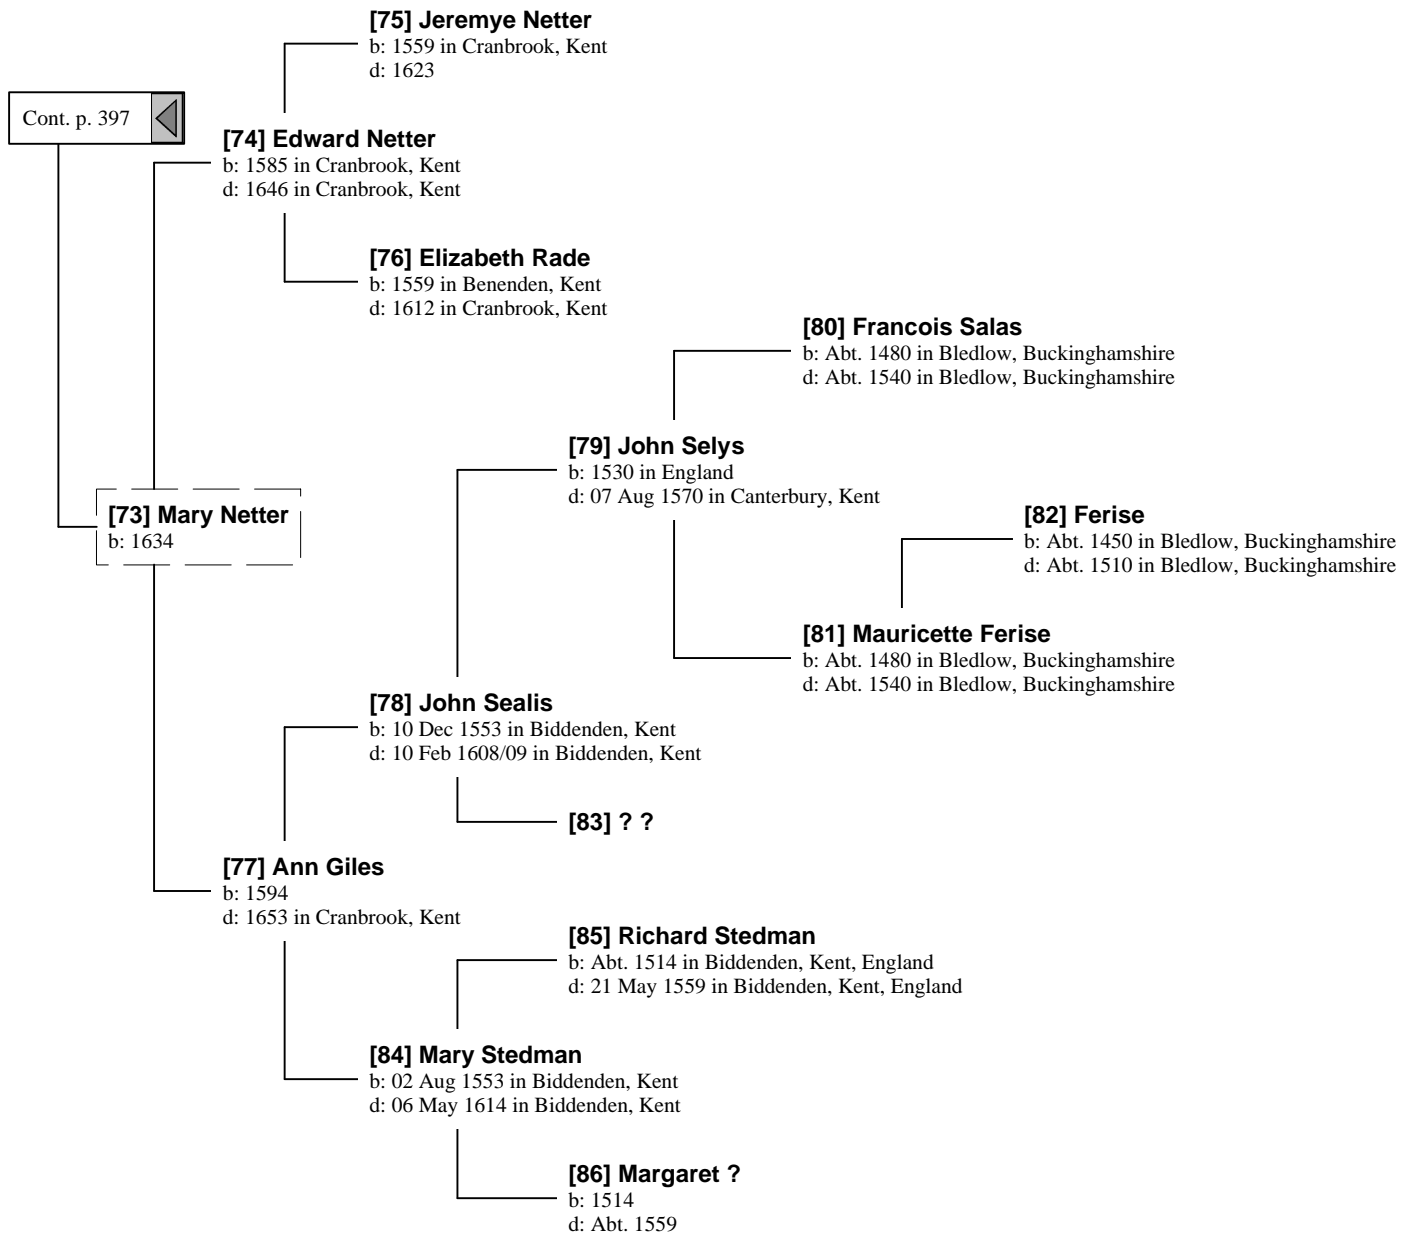 [75] Jeremye Netter
b: 1559 in Cranbrook, Kent
d: 1623
Cont. p. 397
[74] Edward Netter
b: 1585 in Cranbrook, Kent
d: 1646 in Cranbrook, Kent
[76] Elizabeth Rade
b: 1559 in Benenden, Kent
d: 1612 in Cranbrook, Kent
[80] Francois Salas
b: Abt. 1480 in Bledlow, Buckinghamshire
d: Abt. 1540 in Bledlow, Buckinghamshire
[79] John Selys
b: 1530 in England
d: 07 Aug 1570 in Canterbury, Kent
[73] Mary Netter
b: 1634
[82] Ferise
b: Abt. 1450 in Bledlow, Buckinghamshire
d: Abt. 1510 in Bledlow, Buckinghamshire
[81] Mauricette Ferise
b: Abt. 1480 in Bledlow, Buckinghamshire
d: Abt. 1540 in Bledlow, Buckinghamshire
[78] John Sealis
b: 10 Dec 1553 in Biddenden, Kent
d: 10 Feb 1608/09 in Biddenden, Kent
[83] ? ?
[77] Ann Giles
b: 1594
d: 1653 in Cranbrook, Kent
[85] Richard Stedman
b: Abt. 1514 in Biddenden, Kent, England
d: 21 May 1559 in Biddenden, Kent, England
[84] Mary Stedman
b: 02 Aug 1553 in Biddenden, Kent
d: 06 May 1614 in Biddenden, Kent
[86] Margaret ?
b: 1514
d: Abt. 1559